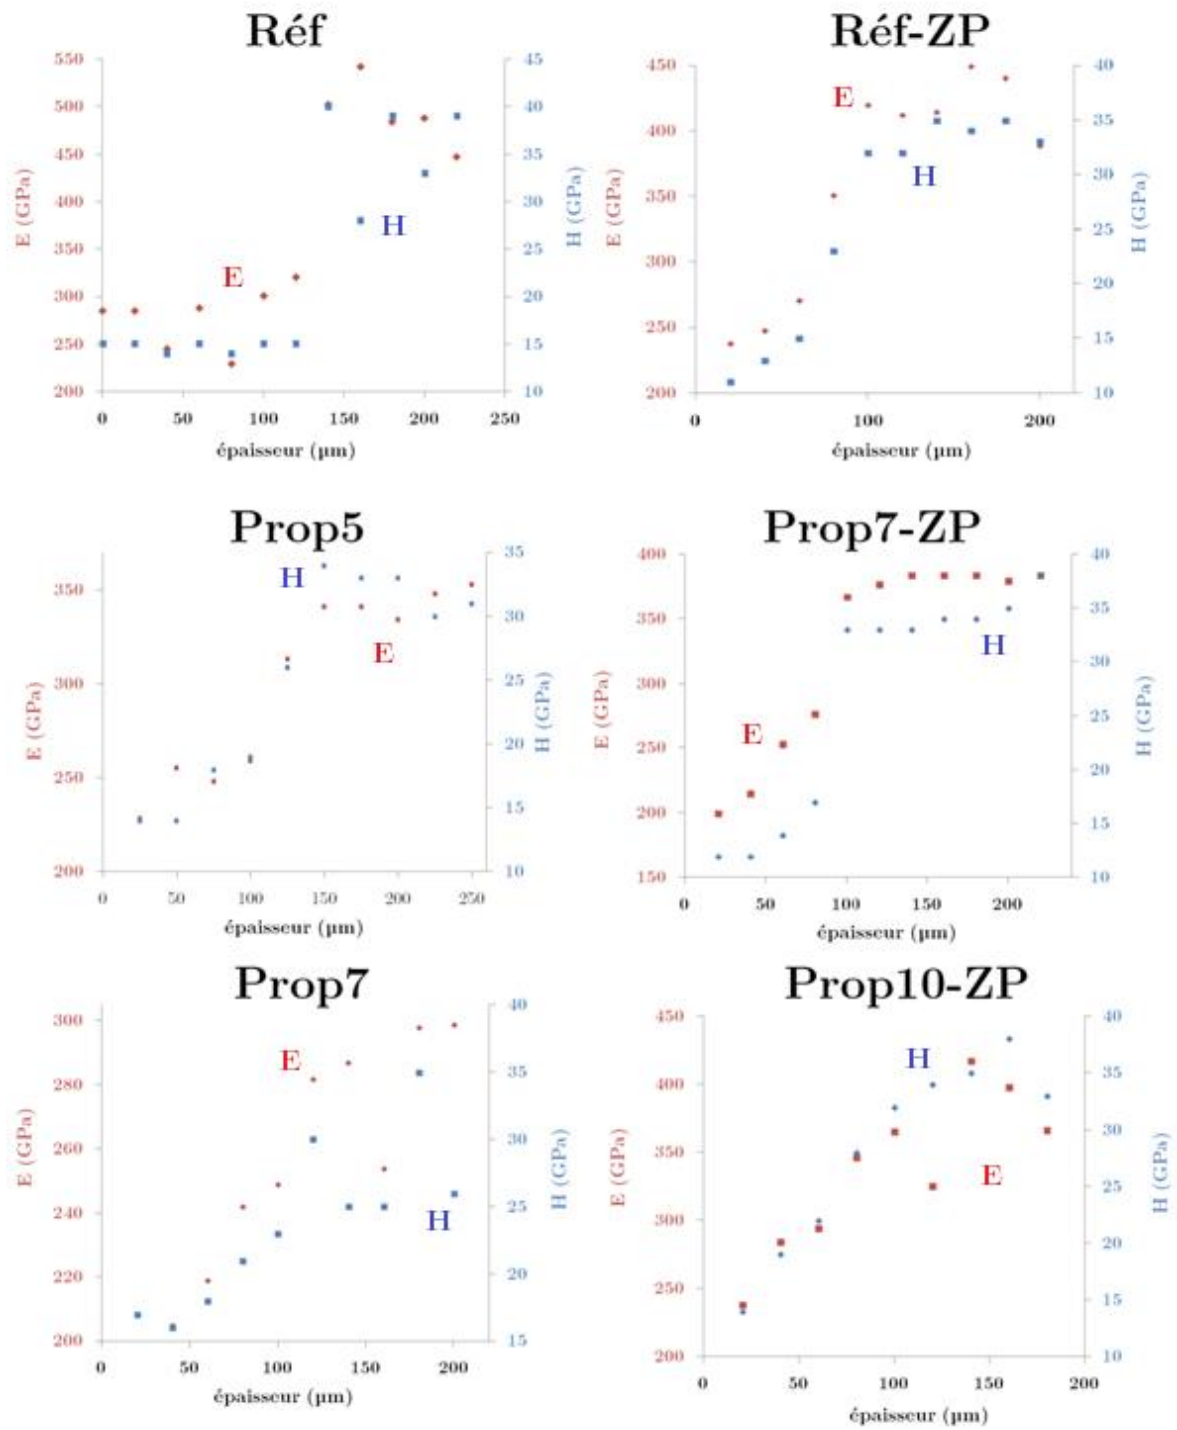 Réf
550
500
450
400
350
300
250
200
E (GPa)
45
40
35
30
25
20
15
10
H (GPa)
E
H
0 50 100 150 200 250
épaisseur (µm)
Réf-ZP
450
400
350
300
250
200
E (GPa)
40
35
30
25
20
15
10
H (GPa)
E
H
0 100 200
épaisseur (µm)
Prop5
350
300
250
200
E (GPa)
35
30
25
20
15
10
H (GPa)
H
E
0 50 100 150 200 250
épaisseur (µm)
Prop7-ZP
400
350
300
250
200
150
E (GPa)
40
35
30
25
20
15
10
H (GPa)
H
E
0 50 100 150 200
épaisseur (µm)
Prop7
300
280
260
240
220
200
E (GPa)
40
35
30
25
20
15
H (GPa)
E
H
0 50 100 150 200
épaisseur (µm)
Prop10-ZP
450
400
350
300
250
200
E (GPa)
40
35
30
25
20
15
10
H (GPa)
H
E
0 50 100 150 200
épaisseur (µm)